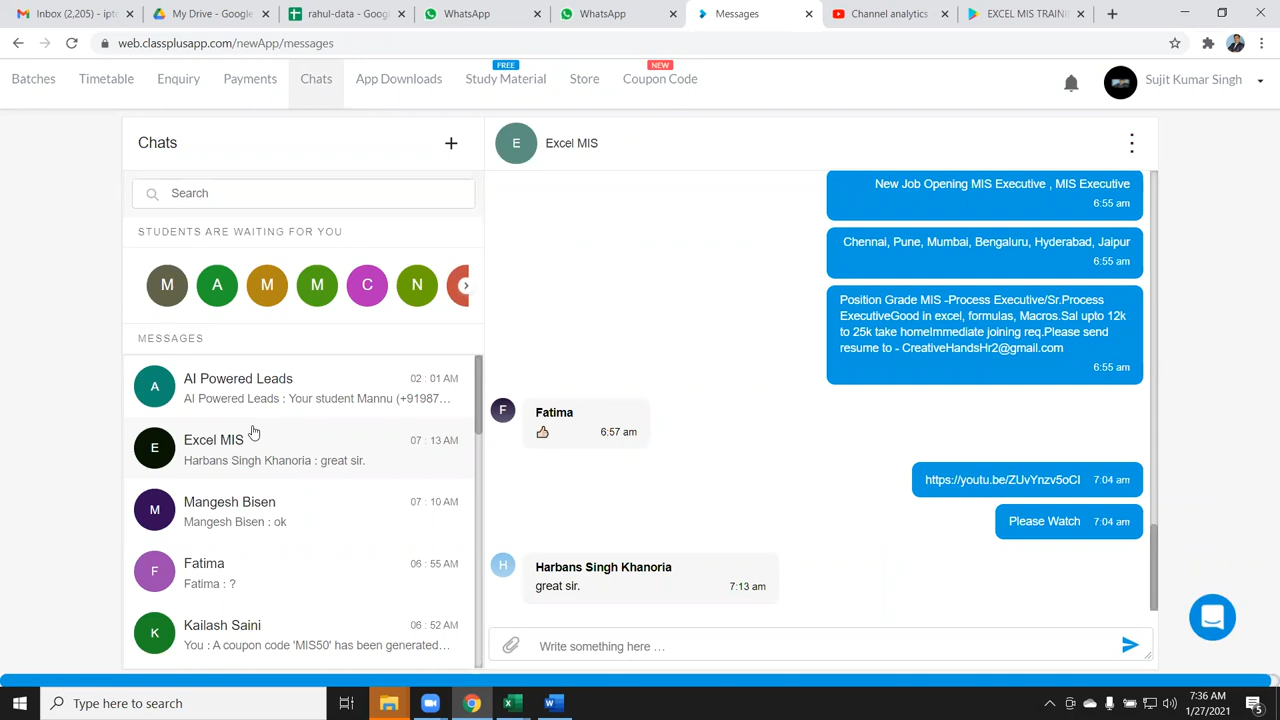 Inbox (2,205) - ipt
My Drive - Google
rahul-data - Goog
WhatsApp
WhatsApp
Messages
Channel analytics
EXCEL MIS TRAIN
web.classplusapp.com/newApp/messages
FREE
NEW
Batches
Timetable
Enquiry
Payments
Chats
App Downloads
Study Material
Store
Coupon Code
Sujit Kumar Singh
Chats
Search
STUDENTS ARE WAITING FOR YOU
M A M M C N
MESSAGES
A
AI Powered Leads 02 : 01 AM
AI Powered Leads : Your student Mannu (+91987...
E
Excel MIS 07 : 13 AM
Harbans Singh Khanoria : great sir.
M
Mangesh Bisen 07 : 10 AM
Mangesh Bisen : ok
F
Fatima 06 : 55 AM
Fatima : ?
K
Kailash Saini 06 : 52 AM
You : A coupon code 'MIS50' has been generated...
E
Excel MIS
New Job Opening MIS Executive , MIS Executive
6:55 am
Chennai, Pune, Mumbai, Bengaluru, Hyderabad, Jaipur
6:55 am
Position Grade MIS -Process Executive/Sr.Process
ExecutiveGood in excel, formulas, Macros.Sal upto 12k
to 25k take homeImmediate joining req.Please send
resume to - CreativeHandsHr2@gmail.com
6:55 am
F
Fatima
6:57 am
https://youtu.be/ZUvYnzv5oCI 7:04 am
Please Watch 7:04 am
H
Harbans Singh Khanoria
great sir. 7:13 am
Write something here ...
Type here to search
7:36 AM
1/27/2021
5